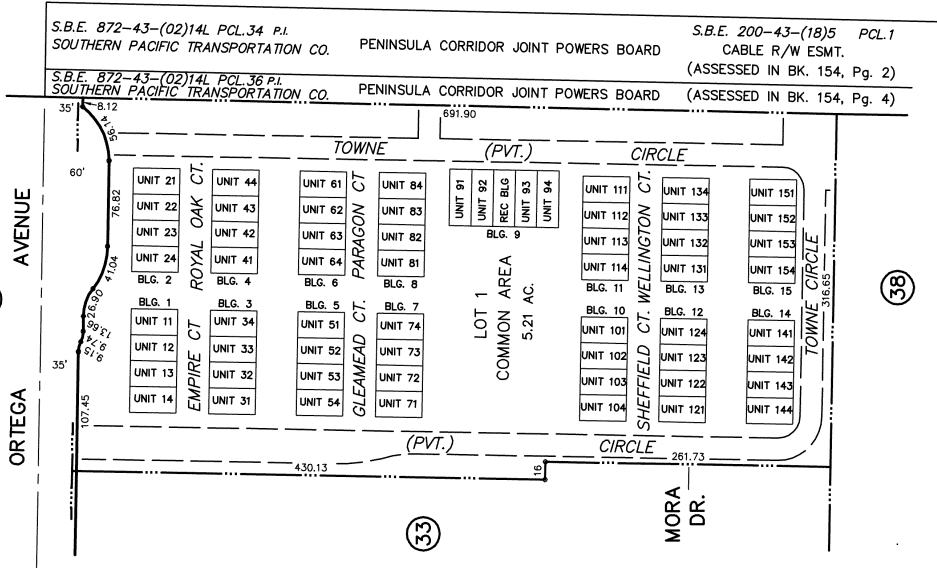 S.B.E. 872-43-(02)14L PCL.34 P.I.
SOUTHERN PACIFIC TRANSPORTATION CO.
PENINSULA CORRIDOR JOINT POWERS BOARD
S.B.E. 200-43-(18)5 PCL.1
CABLE R/W ESMT.
(ASSESSED IN BK. 154, Pg. 2)
S.B.E. 872-43-(02)14L PCL.36 P.I.
SOUTHERN PACIFIC TRANSPORTATION CO.
PENINSULA CORRIDOR JOINT POWERS BOARD
(ASSESSED IN BK. 154, Pg. 4)
35'
8.12
56.14
691.90
TOWNE (PVT.) CIRCLE
60'
76.82
41.04
26.90
13.66
9.74
9.15
35'
107.45
ORTEGA AVENUE
UNIT 21
UNIT 22
UNIT 23
UNIT 24
BLG. 2
ROYAL OAK CT.
UNIT 44
UNIT 43
UNIT 42
UNIT 41
BLG. 4
UNIT 61
UNIT 62
UNIT 63
UNIT 64
BLG. 6
PARAGON CT
UNIT 84
UNIT 83
UNIT 82
UNIT 81
BLG. 8
UNIT 91
UNIT 92
REC BLG
UNIT 93
UNIT 94
BLG. 9
UNIT 111
UNIT 112
UNIT 113
UNIT 114
BLG. 11
WELLINGTON CT.
UNIT 134
UNIT 133
UNIT 132
UNIT 131
BLG. 13
UNIT 151
UNIT 152
UNIT 153
UNIT 154
BLG. 15
TOWNE CIRCLE
316.65
38
BLG. 1
UNIT 11
UNIT 12
UNIT 13
UNIT 14
EMPIRE CT
BLG. 3
UNIT 34
UNIT 33
UNIT 32
UNIT 31
BLG. 5
UNIT 51
UNIT 52
UNIT 53
UNIT 54
GLEAMEAD CT.
BLG. 7
UNIT 74
UNIT 73
UNIT 72
UNIT 71
LOT 1
COMMON AREA
5.21 AC.
BLG. 10
UNIT 101
UNIT 102
UNIT 103
UNIT 104
SHEFFIELD CT.
BLG. 12
UNIT 124
UNIT 123
UNIT 122
UNIT 121
BLG. 14
UNIT 141
UNIT 142
UNIT 143
UNIT 144
(PVT.) CIRCLE
430.13
16
261.73
33
MORA
DR.